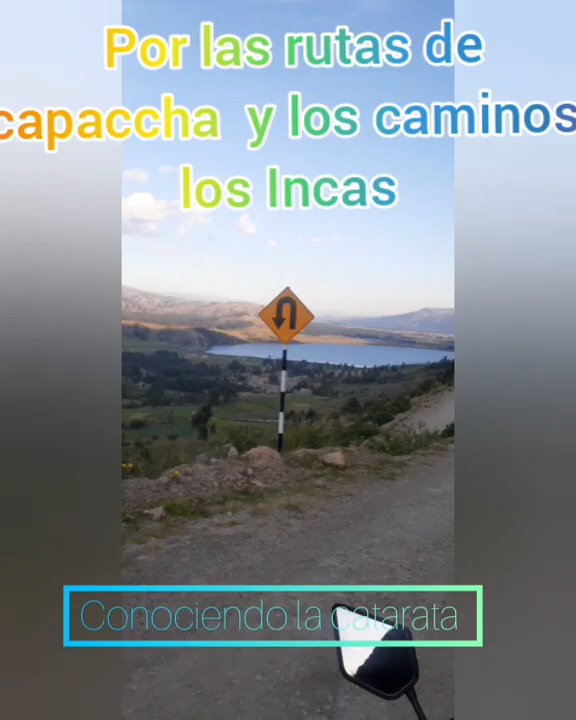 Por las rutas de
capaccha y los caminos
los Incas
Conociendo la catarata